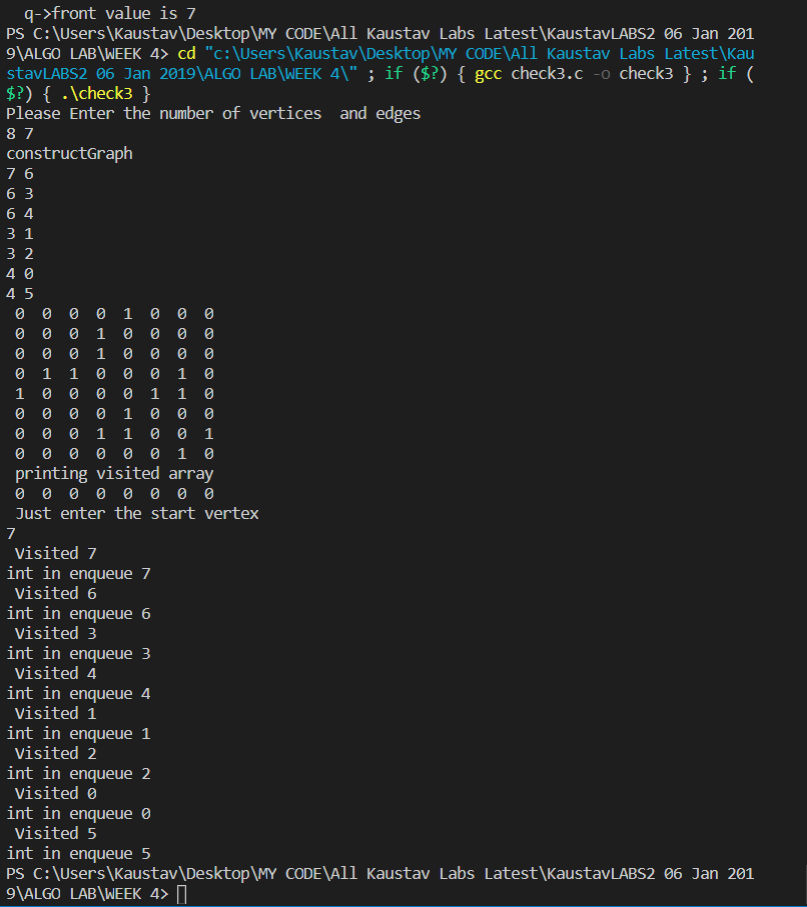 q->front value is 7
PS C:\Users\Kaustav\Desktop\MY CODE\All Kaustav Labs Latest\KaustavLABS2 06 Jan 201
9\ALGO LAB\WEEK 4> cd "c:\Users\Kaustav\Desktop\MY CODE\All Kaustav Labs Latest\Kau
stavLABS2 06 Jan 2019\ALGO LAB\WEEK 4\" ; if ($?) { gcc check3.c -o check3 } ; if (
$?) { .\check3 }
Please Enter the number of vertices  and edges
8 7
constructGraph
7 6
6 3
6 4
3 1
3 2
4 0
4 5
0  0  0  0  1  0  0  0
0  0  0  1  0  0  0  0
0  0  0  1  0  0  0  0
0  1  1  0  0  0  1  0
1  0  0  0  0  1  1  0
0  0  0  0  1  0  0  0
0  0  0  1  1  0  0  1
0  0  0  0  0  0  1  0
printing visited array
0  0  0  0  0  0  0  0
Just enter the start vertex
7
Visited 7
int in enqueue 7
Visited 6
int in enqueue 6
Visited 3
int in enqueue 3
Visited 4
int in enqueue 4
Visited 1
int in enqueue 1
Visited 2
int in enqueue 2
Visited 0
int in enqueue 0
Visited 5
int in enqueue 5
PS C:\Users\Kaustav\Desktop\MY CODE\All Kaustav Labs Latest\KaustavLABS2 06 Jan 201
9\ALGO LAB\WEEK 4>